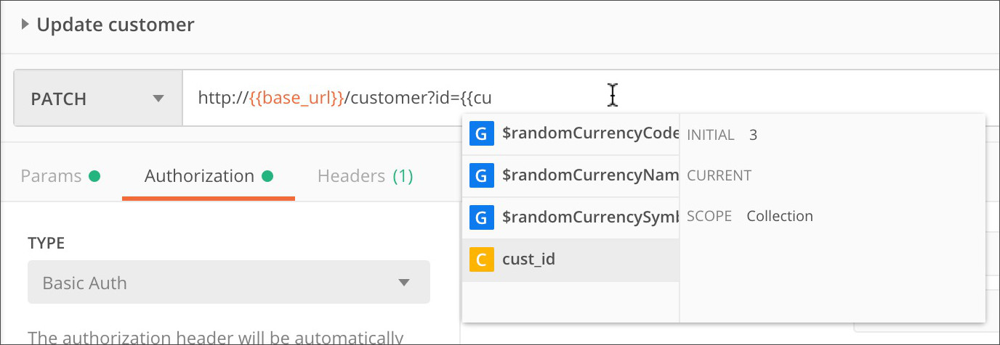 Update customer
PATCH http://{{base_url}}/customer?id={{cu
G $randomCurrencyCode INITIAL 3
Params Authorization Headers (1)
G $randomCurrencyNam CURRENT
G $randomCurrencySymb SCOPE Collection
TYPE
C cust_id
Basic Auth
The authorization header will be automatically